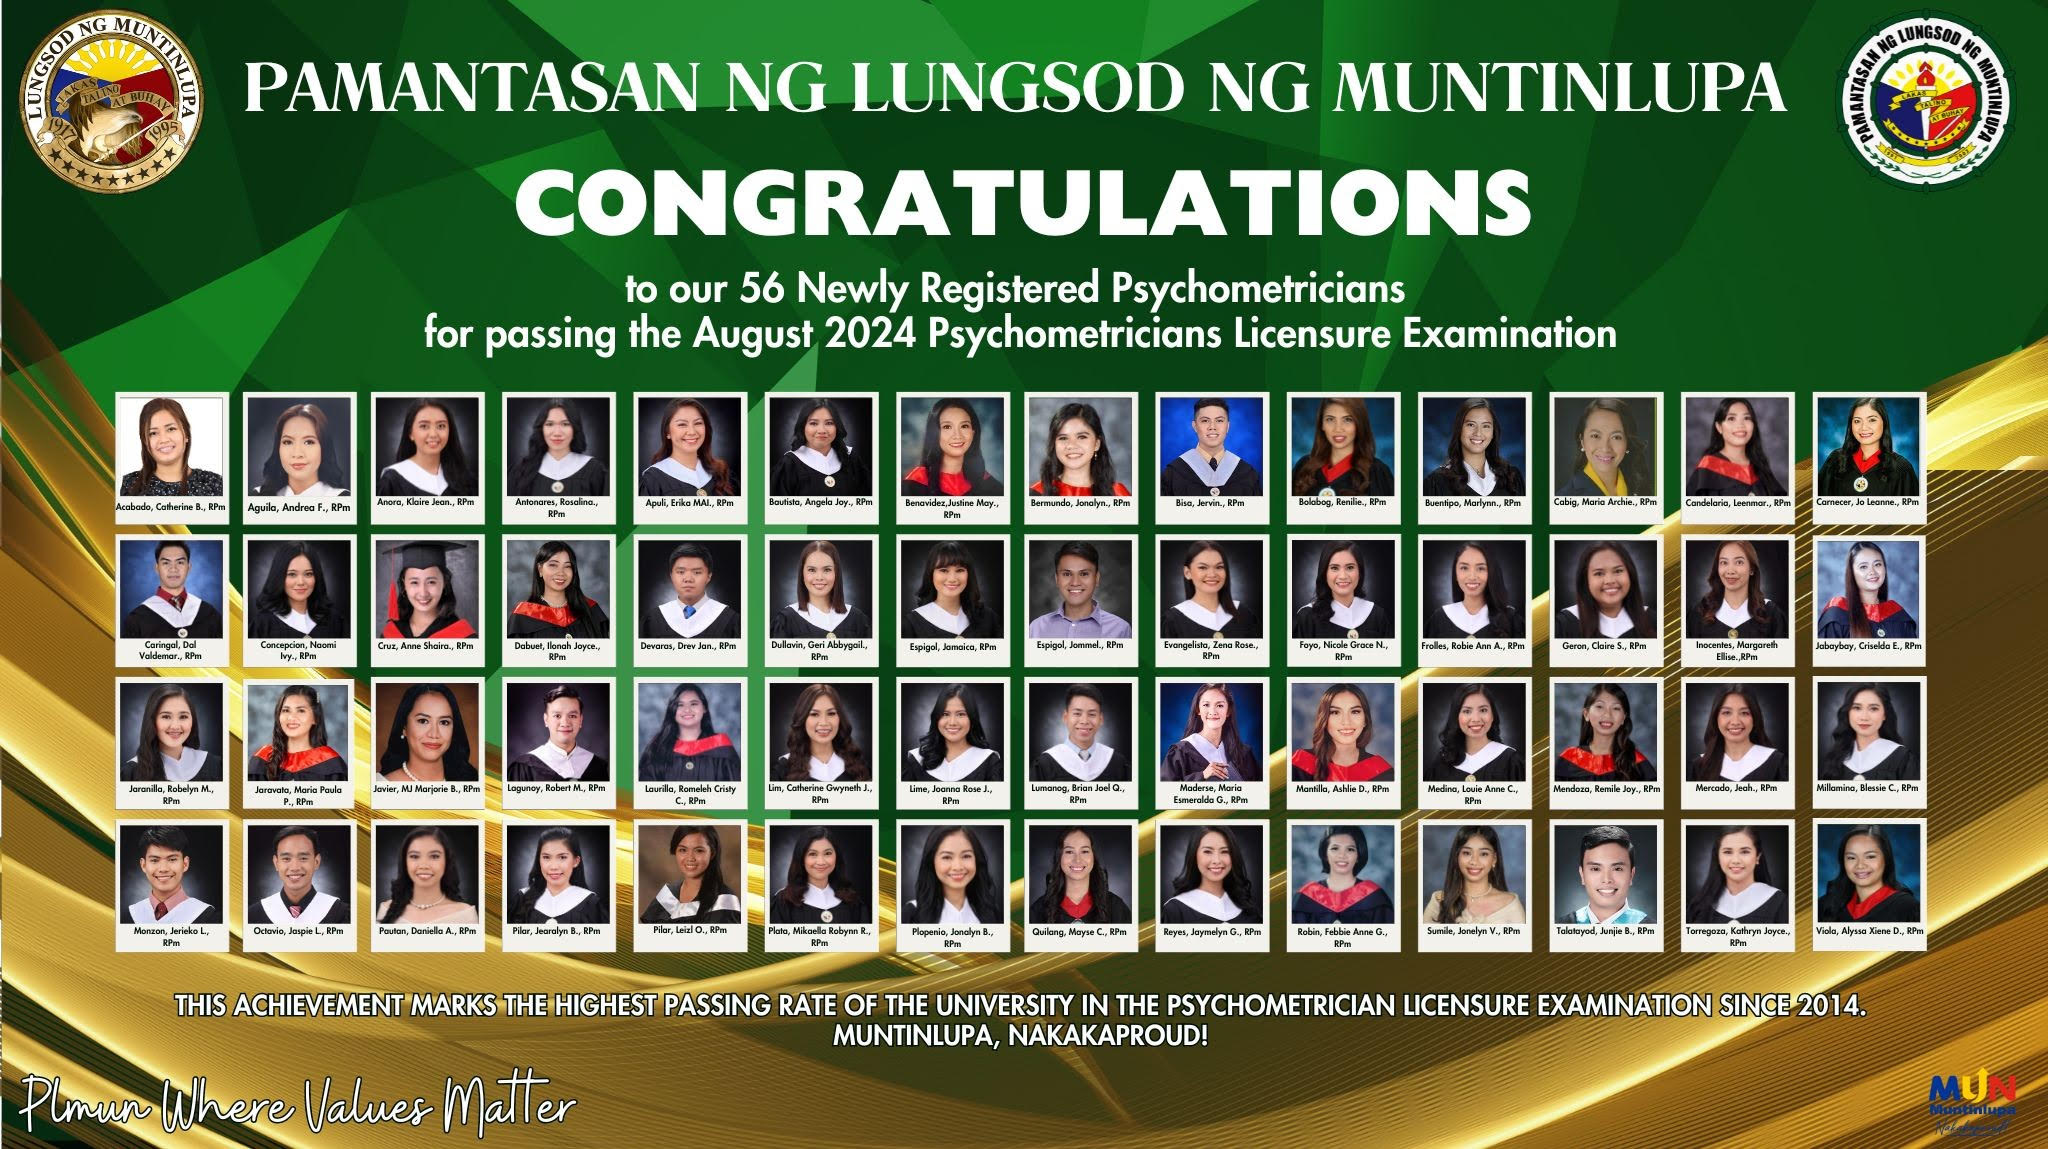 LUNGSOD NG MUNTINLUPA
LAKAS
TALINO
AT BUHAY
1917 1995
PAMANTASAN NG LUNGSOD NG MUNTINLUPA
PAMANTASAN NG LUNGSOD NG MUNTINLUPA
LAKAS
TALINO
AT BUHAY
CONGRATULATIONS
to our 56 Newly Registered Psychometricians
for passing the August 2024 Psychometricians Licensure Examination
Acabado, Catherine B., RPm
Aguila, Andrea F., RPm
Anora, Klaire Jean., RPm
Antonares, Rosalina.,
RPm
Apuli, Erika MAI., RPm
Bautista, Angela Joy., RPm
Benavidez,Justine May.,
RPm
Bermundo, Jonalyn., RPm
Bisa, Jervin., RPm
Bolabog, Renilie., RPm
Buentipo, Marlynn., RPm
Cabig, Maria Archie., RPm
Candelaria, Leenmar., RPm
Carnecer, Jo Leanne., RPm
Caringal, Dal
Valdemar., RPm
Concepcion, Naomi
Ivy., RPm
Cruz, Anne Shaira., RPm
Dabuet, Ilonah Joyce.,
RPm
Devaras, Drev Jan., RPm
Dullavin, Geri Abbygail.,
RPm
Espigol, Jamaica, RPm
Espigol, Jommel., RPm
Evangelista, Zena Rose.,
RPm
Foyo, Nicole Grace N.,
RPm
Frolles, Robie Ann A., RPm
Geron, Claire S., RPm
Inocentes, Margareth
Ellise.,RPm
Jabaybay, Criselda E., RPm
Jaranilla, Robelyn M.,
RPm
Jaravata, Maria Paula
P., RPm
Javier, MJ Marjorie B., RPm
Lagunoy, Robert M., RPm
Laurilla, Romeleh Cristy
C., RPm
Lim, Catherine Gwyneth J.,
RPm
Lime, Joanna Rose J.,
RPm
Lumanog, Brian Joel Q.,
RPm
Maderse, Maria
Esmeralda G., RPm
Mantilla, Ashlie D., RPm
Medina, Louie Anne C.,
RPm
Mendoza, Remile Joy., RPm
Mercado, Jeah., RPm
Millamina, Blessie C., RPm
Monzon, Jerieko L.,
RPm
Octavio, Jaspie L., RPm
Pautan, Daniella A., RPm
Pilar, Jearalyn B., RPm
Pilar, Leizl O., RPm
Plata, Mikaella Robynn R.,
RPm
Plopenio, Jonalyn B.,
RPm
Quilang, Mayse C., RPm
Reyes, Jaymelyn G., RPm
Robin, Febbie Anne G.,
RPm
Sumile, Jonelyn V., RPm
Talatayod, Junjie B., RPm
Torregoza, Kathryn Joyce.,
RPm
Viola, Alyssa Xiene D., RPm
THIS ACHIEVEMENT MARKS THE HIGHEST PASSING RATE OF THE UNIVERSITY IN THE PSYCHOMETRICIAN LICENSURE EXAMINATION SINCE 2014.
MUNTINLUPA, NAKAKAPROUD!
Plmun Where Values Matter
MUN
Muntinlupa
Nakakaproud!